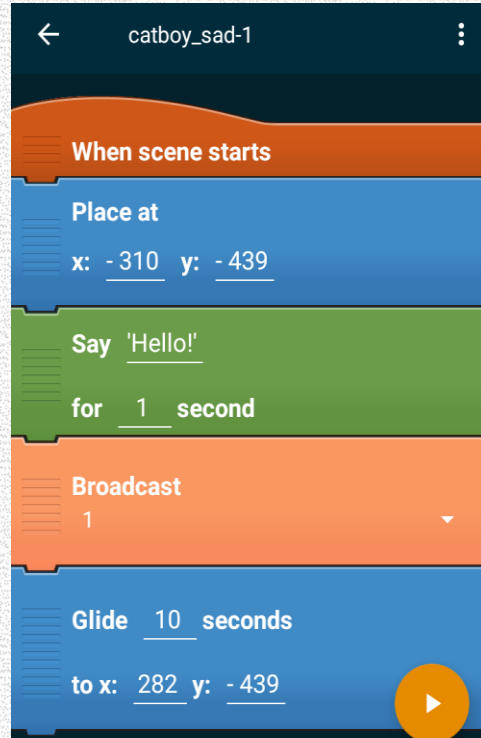 catboy_sad-1
When scene starts
Place at
x: - 310 y: - 439
Say 'Hello!'
for 1 second
Broadcast
1
Glide 10 seconds
to x: 282 y: - 439